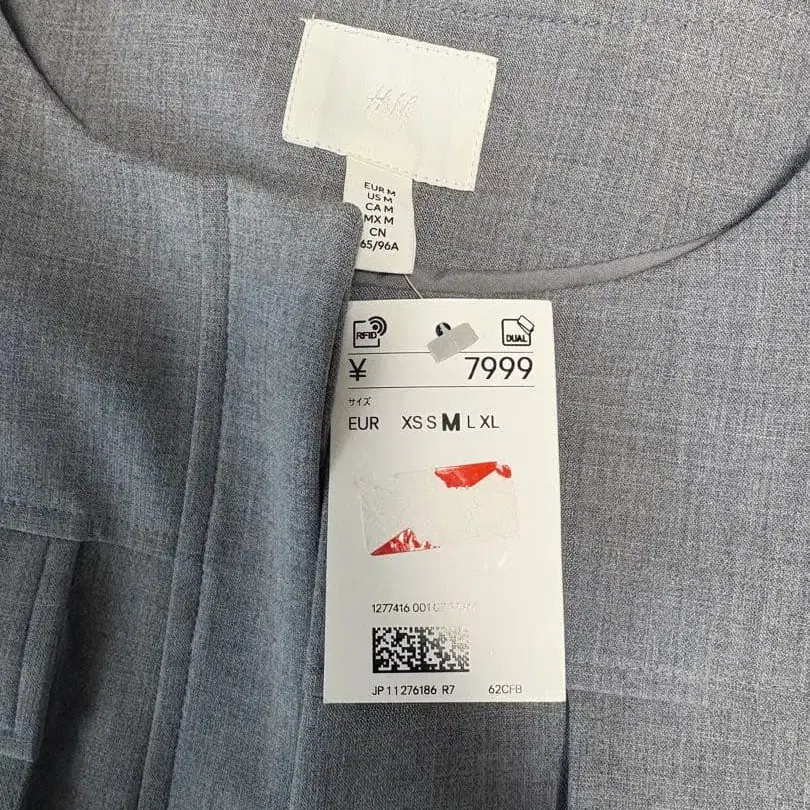 H&M
EUR M
US M
CA M
MX M
CN
65/96A
RFID
DUAL
¥ 7999
サイズ
EUR XS S M L XL
1277416 001
JP 11 276186 R7 62CFB